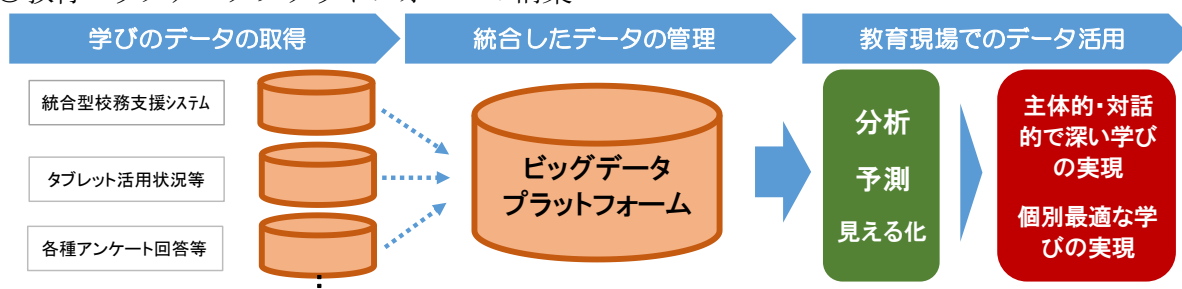 学びのデータの取得
統合したデータの管理
教育現場でのデータ活用
統合型校務支援ｼｽﾃﾑ
タブレット活用状況等
各種アンケート回答等
ビッグデータ
プラットフォーム
分析
予測
見える化
主体的・対話
的で深い学び
の実現
個別最適な学
びの実現